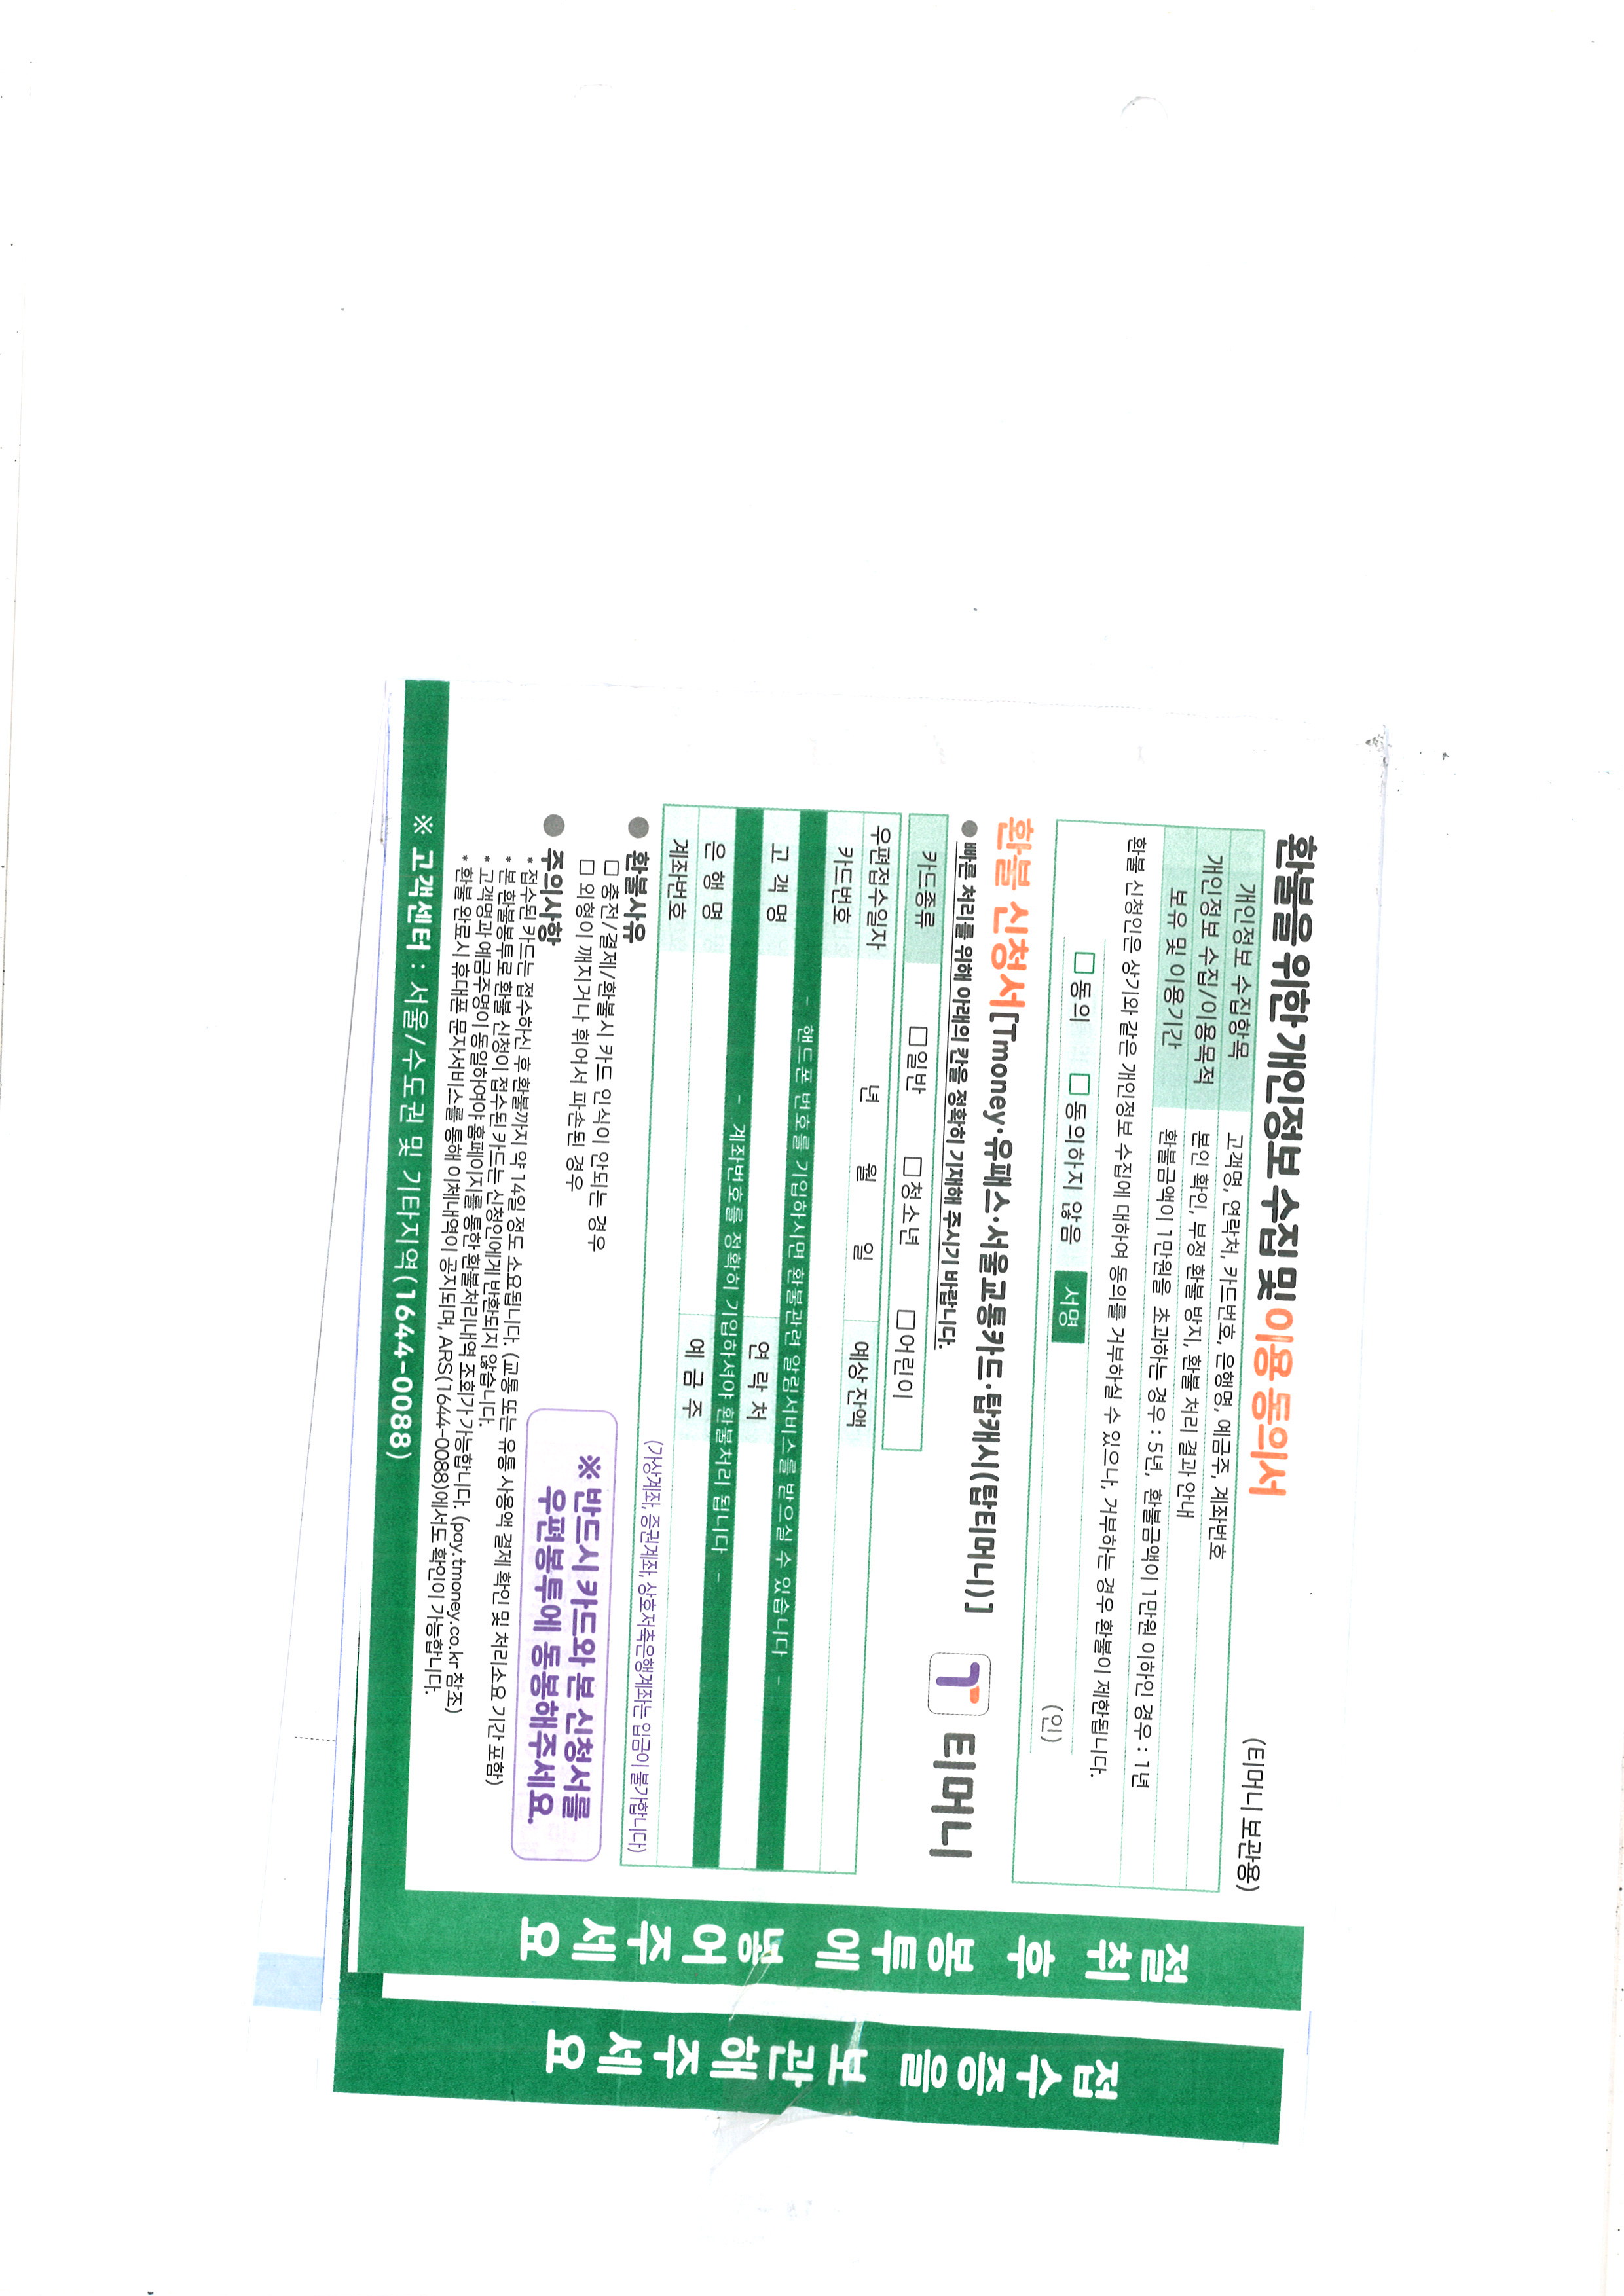 환불을 위한 개인정보 수집 및 이용 동의서
(티머니 보관용)
개인정보 수집항목 고객명, 연락처, 카드번호, 은행명, 예금주, 계좌번호
개인정보 수집/이용목적 본인 확인, 부정 환불 방지, 환불 처리 결과 안내
보유 및 이용기간 환불금액이 1만원을 초과하는 경우 : 5년, 환불금액이 1만원 이하인 경우 : 1년
환불 신청인은 상기와 같은 개인정보 수집에 대하여 동의를 거부하실 수 있으나, 거부하는 경우 환불이 제한됩니다.
□ 동의 □ 동의하지 않음 서명 (인)
환불 신청서[Tmoney·유패스·서울교통카드·탑캐시(탑티머니)]
티머니
● 빠른 처리를 위해 아래의 칸을 정확히 기재해 주시기 바랍니다.
카드종류 □ 일반 □ 청소년 □ 어린이
우편접수일자 년 월 일 예상 잔액
카드번호
- 핸드폰 번호를 기입하시면 환불관련 알림서비스를 받으실 수 있습니다 -
고 객 명 연 락 처
- 계좌번호를 정확히 기입하셔야 환불처리 됩니다 -
은 행 명 예 금 주
계좌번호
(가상계좌, 증권계좌, 상호저축은행계좌는 입금이 불가합니다)
● 환불사유
□ 충전/결제/환불시 카드 인식이 안되는 경우
□ 외형이 깨지거나 휘어서 파손된 경우
※ 반드시 카드와 본 신청서를
우편봉투에 동봉해주세요.
● 주의사항
* 접수된 카드는 접수하신 후 환불까지 약 14일 정도 소요됩니다. (교통 또는 유통 사용액 결제 확인 및 처리소요 기간 포함)
* 본 환불봉투로 환불 신청이 접수된 카드는 신청인에게 반환되지 않습니다.
* 고객명과 예금주명이 동일하여야 홈페이지를 통한 환불처리내역 조회가 가능합니다. (pay.tmoney.co.kr 참조)
* 환불 완료시 휴대폰 문자서비스를 통해 이체내역이 공지되며, ARS(1644-0088)에서도 확인이 가능합니다.
※ 고객센터 : 서울/수도권 및 기타지역(1644-0088)
절취 후 봉투에 넣어주세요
접수증을 보관해주세요